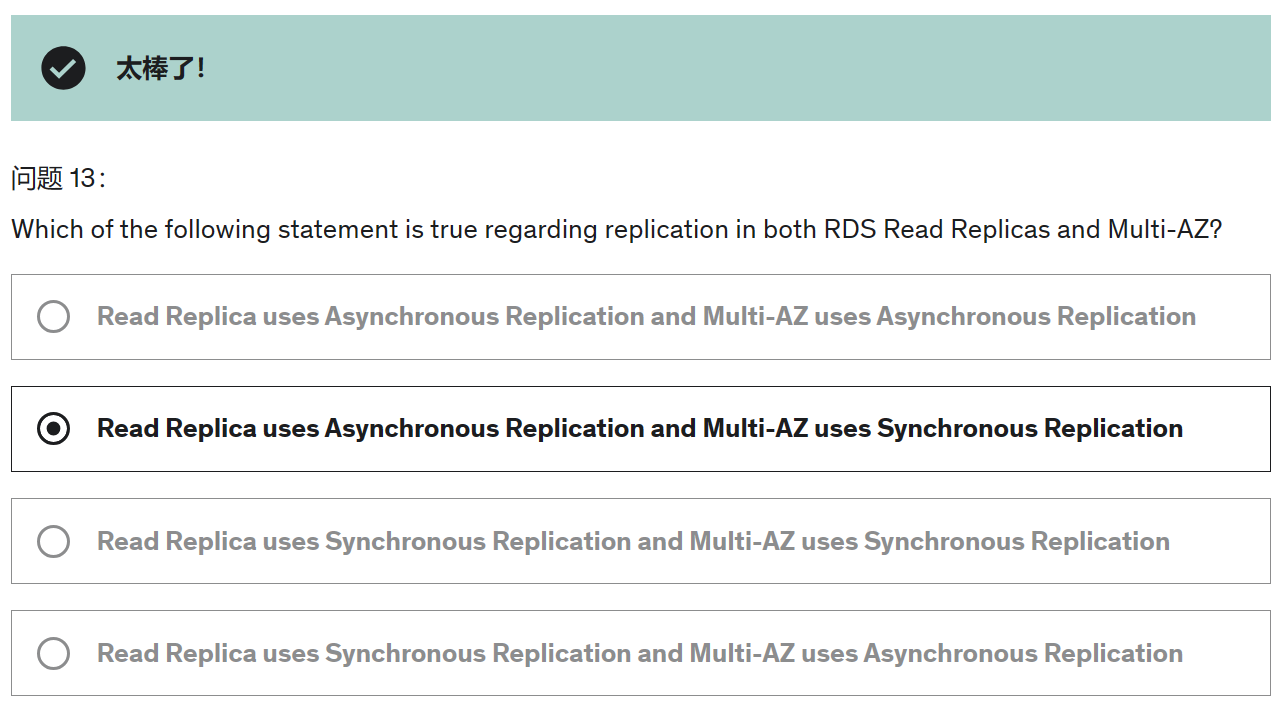 太棒了！
问题 13：
Which of the following statement is true regarding replication in both RDS Read Replicas and Multi-AZ?
Read Replica uses Asynchronous Replication and Multi-AZ uses Asynchronous Replication
Read Replica uses Asynchronous Replication and Multi-AZ uses Synchronous Replication
Read Replica uses Synchronous Replication and Multi-AZ uses Synchronous Replication
Read Replica uses Synchronous Replication and Multi-AZ uses Asynchronous Replication